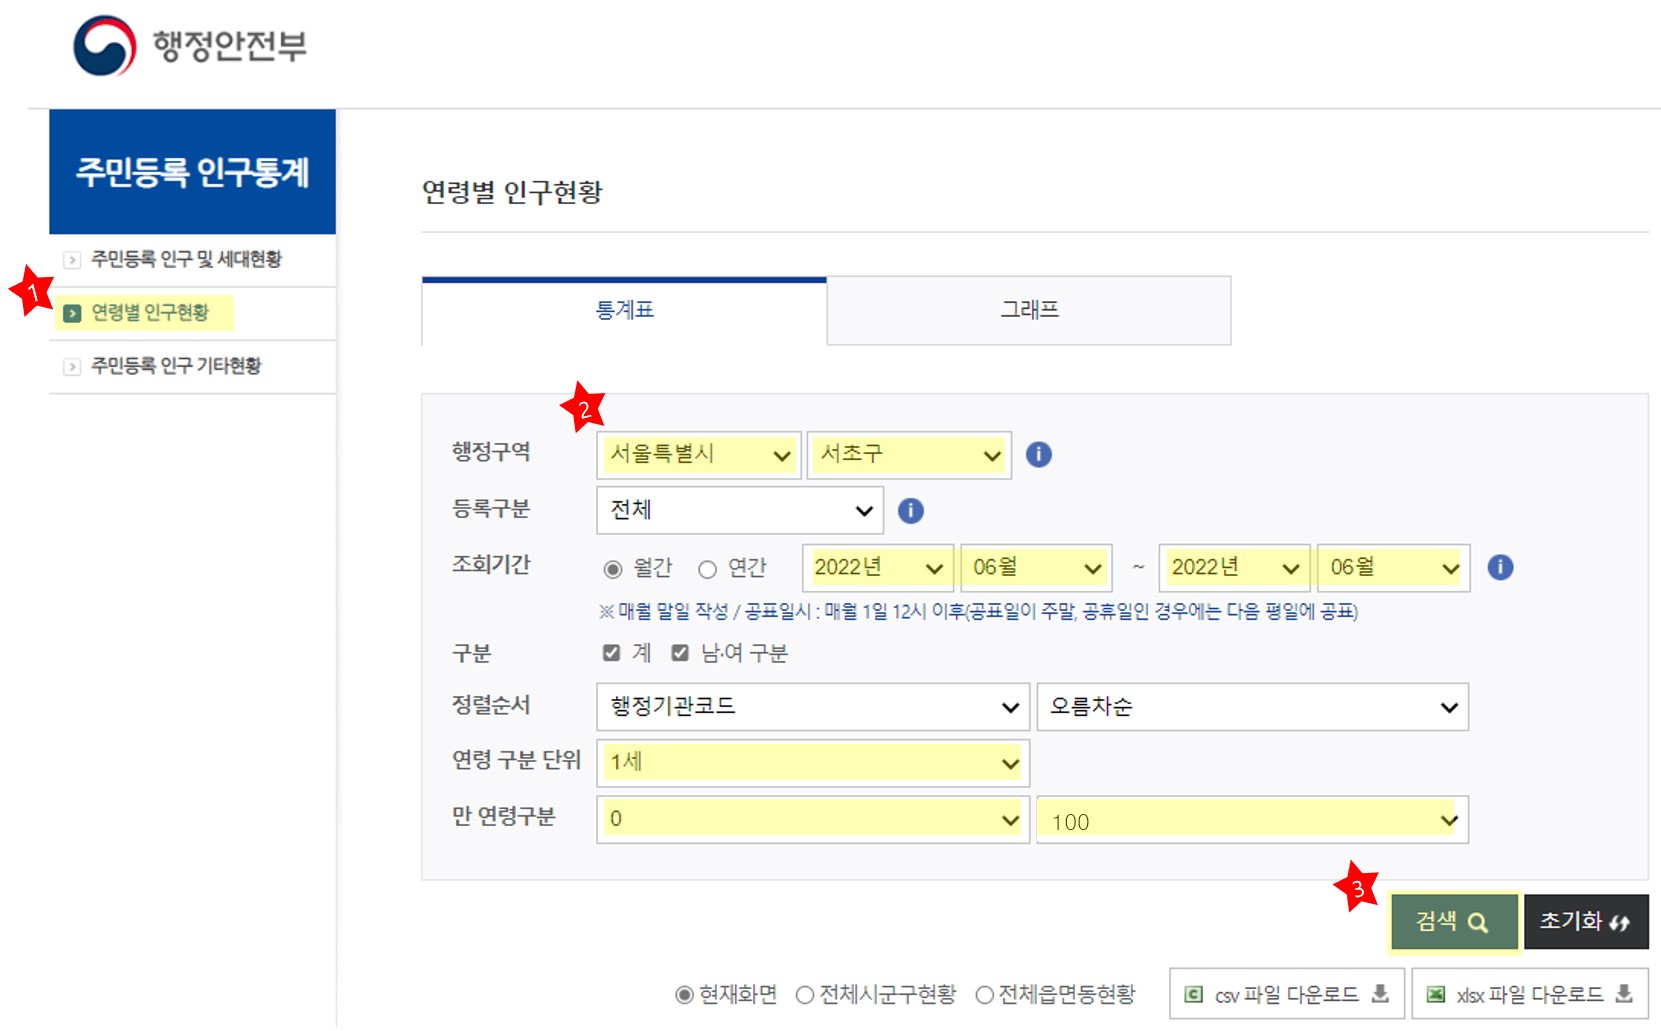 행정안전부
주민등록 인구통계
주민등록 인구 및 세대현황
1
연령별 인구현황
주민등록 인구 기타현황
연령별 인구현황
통계표 그래프
2
행정구역 서울특별시 서초구
등록구분 전체
조회기간 월간 연간 2022년 06월 ~ 2022년 06월
※ 매월 말일 작성 / 공표일시 : 매월 1일 12시 이후(공표일이 주말, 공휴일인 경우에는 다음 평일에 공표)
구분 계 남·여 구분
정렬순서 행정기관코드 오름차순
연령 구분 단위 1세
만 연령구분 0 100
3
검색 초기화
현재화면 전체시군구현황 전체읍면동현황 csv 파일 다운로드 xlsx 파일 다운로드